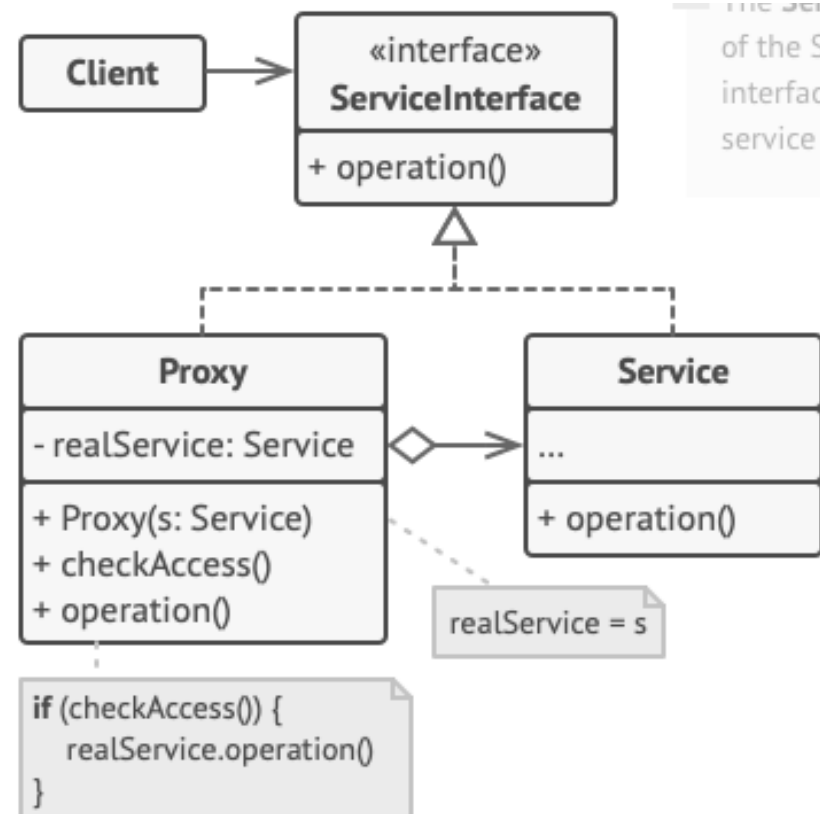 Client
«interface»
ServiceInterface
+ operation()
of the S
interfac
service
Proxy
- realService: Service
+ Proxy(s: Service)
+ checkAccess()
+ operation()
Service
...
+ operation()
realService = s
if (checkAccess()) {
realService.operation()
}